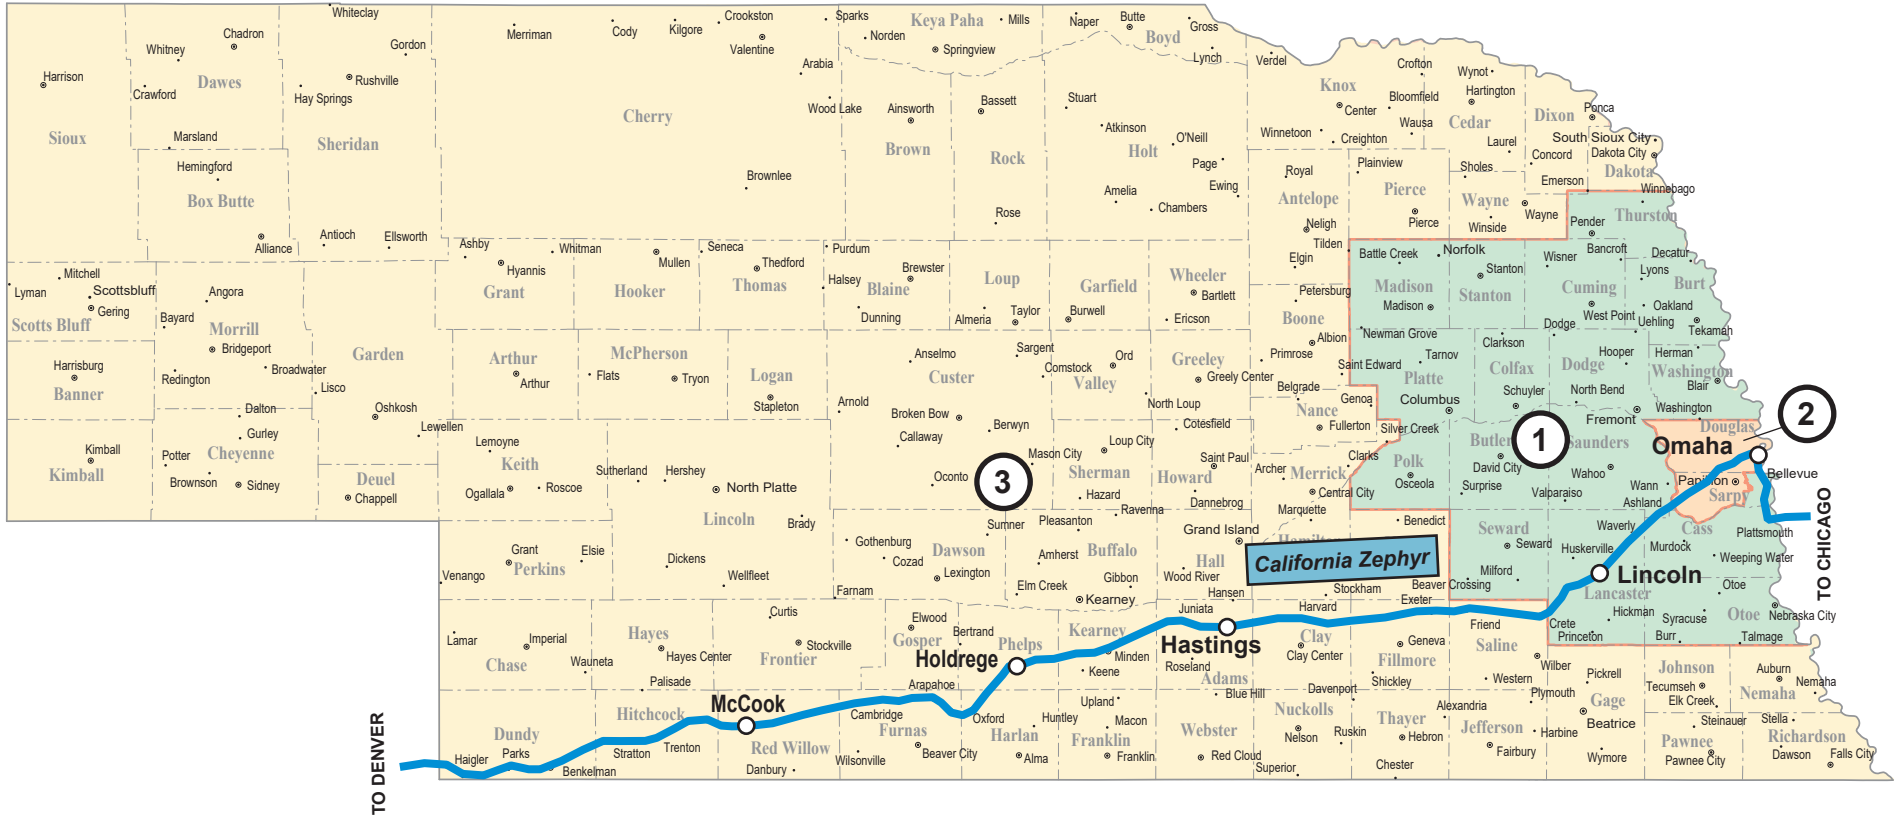 Whiteclay
Merriman
Cody
Kilgore
Crookston
Valentine
Sparks
Norden
Keya Paha
Mills
Springview
Naper
Butte
Boyd
Gross
Lynch
Verdel
Chadron
Whitney
Gordon
Harrison
Dawes
Crawford
Rushville
Hay Springs
Arabia
Wood Lake
Ainsworth
Bassett
Stuart
Knox
Crofton
Wynot
Hartington
Bloomfield
Center
Wausa
Cedar
Dixon
Ponca
Sioux
Marsland
Sheridan
Cherry
Brown
Rock
Atkinson
Holt
O'Neill
Winnetoon
Creighton
Laurel
South Sioux City
Concord
Dakota City
Hemingford
Page
Plainview
Sholes
Dakota
Royal
Box Butte
Brownlee
Amelia
Ewing
Chambers
Antelope
Pierce
Emerson
Winnebago
Wayne
Rose
Neligh
Pierce
Winside
Wayne
Thurston
Pender
Alliance
Antioch
Ellsworth
Ashby
Whitman
Seneca
Purdum
Tilden
Battle Creek
Norfolk
Bancroft
Decatur
Hyannis
Mullen
Thedford
Brewster
Elgin
Wisner
Stanton
Lyons
Mitchell
Lyman
Scottsbluff
Angora
Grant
Hooker
Thomas
Halsey
Blaine
Loup
Garfield
Wheeler
Bartlett
Petersburg
Madison
Stanton
Cuming
Burt
Gering
Madison
Oakland
Scotts Bluff
Bayard
Morrill
Dunning
Almeria
Taylor
Burwell
Ericson
Boone
West Point
Uehling
Dodge
Tekamah
Newman Grove
Albion
Clarkson
Bridgeport
Garden
Arthur
McPherson
Anselmo
Sargent
Ord
Greeley
Primrose
Tarnov
Hooper
Herman
Harrisburg
Broadwater
Flats
Tryon
Logan
Custer
Comstock
Valley
Greely Center
Saint Edward
Platte
Colfax
Dodge
Washington
Banner
Redington
Lisco
Arthur
Belgrade
Genoa
Schuyler
North Bend
Blair
Oshkosh
Stapleton
Arnold
North Loup
Nance
Columbus
Washington
Dalton
Broken Bow
Berwyn
Cotesfield
Fullerton
Silver Creek
Fremont
Douglas
2
Gurley
Lewellen
Lemoyne
Callaway
Loup City
Butler
1
Saunders
Omaha
Kimball
Cheyenne
Potter
Keith
Mason City
Saint Paul
Archer
Clarks
Polk
David City
Wahoo
Bellevue
Kimball
Brownson
Sidney
Deuel
Sutherland
Hershey
Oconto
3
Sherman
Howard
Merrick
Osceola
Surprise
Wann
Papillion
Sarpy
Chappell
Ogallala
Roscoe
North Platte
Hazard
Dannebrog
Central City
Valparaiso
Ashland
Lincoln
Brady
Sumner
Pleasanton
Ravenna
Marquette
Benedict
Seward
Waverly
Cass
Plattsmouth
Grand Island
Hamilton
TO CHICAGO
Grant
Elsie
Gothenburg
Dawson
Amherst
Buffalo
Hall
California Zephyr
Seward
Huskerville
Murdock
Weeping Water
Perkins
Dickens
Cozad
Venango
Wellfleet
Lexington
Gibbon
Wood River
Milford
Lincoln
Farnam
Elm Creek
Kearney
Hansen
Stockham
Beaver Crossing
Lancaster
Otoe
Curtis
Elwood
Juniata
Harvard
Exeter
Hickman
Syracuse
Otoe
Nebraska City
Lamar
Imperial
Hayes
Gosper
Bertrand
Phelps
Kearney
Hastings
Clay
Friend
Crete
Princeton
Burr
Talmage
Stockville
Hayes Center
Frontier
Holdrege
Minden
Clay Center
Geneva
Saline
Chase
Wauneta
Keene
Roseland
Adams
Fillmore
Wilber
Pickrell
Johnson
Auburn
Palisade
Arapahoe
Upland
Blue Hill
Davenport
Shickley
Western
Plymouth
Gage
Tecumseh
Elk Creek
Nemaha
Nemaha
Hitchcock
McCook
Cambridge
Oxford
Huntley
Macon
Nuckolls
Alexandria
Thayer
Jefferson
Beatrice
Steinauer
Stella
TO DENVER
Dundy
Furnas
Harlan
Franklin
Webster
Nelson
Ruskin
Hebron
Harbine
Pawnee
Richardson
Parks
Haigler
Stratton
Trenton
Red Willow
Wilsonville
Beaver City
Alma
Franklin
Red Cloud
Fairbury
Wymore
Pawnee City
Dawson
Falls City
Benkelman
Danbury
Superior
Chester